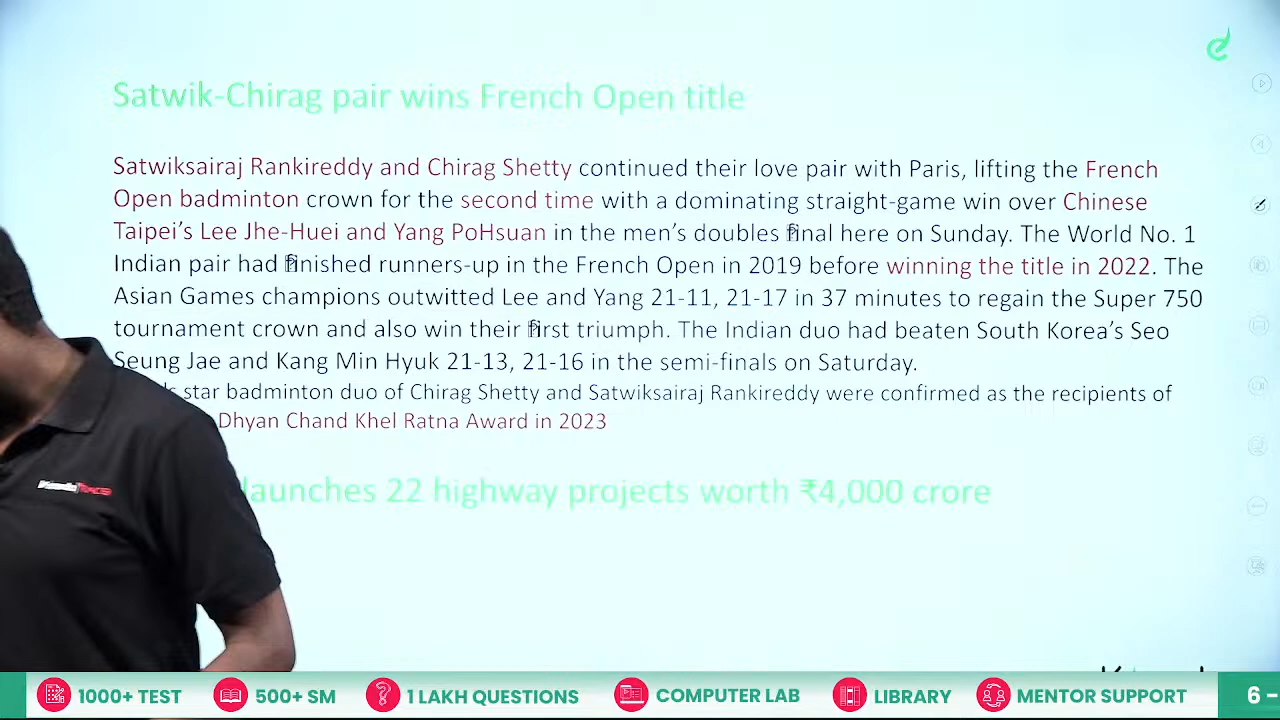 Satwik-Chirag pair wins French Open title
Satwiksairaj Rankireddy and Chirag Shetty continued their love pair with Paris, lifting the French
Open badminton crown for the second time with a dominating straight-game win over Chinese
Taipei’s Lee Jhe-Huei and Yang PoHsuan in the men’s doubles final here on Sunday. The World No. 1
Indian pair had finished runners-up in the French Open in 2019 before winning the title in 2022. The
Asian Games champions outwitted Lee and Yang 21-11, 21-17 in 37 minutes to regain the Super 750
tournament crown and also win their first triumph. The Indian duo had beaten South Korea’s Seo
Seung Jae and Kang Min Hyuk 21-13, 21-16 in the semi-finals on Saturday.
star badminton duo of Chirag Shetty and Satwiksairaj Rankireddy were confirmed as the recipients of
Dhyan Chand Khel Ratna Award in 2023
launches 22 highway projects worth ₹4,000 crore
1000+ TEST 500+ SM 1 LAKH QUESTIONS COMPUTER LAB LIBRARY MENTOR SUPPORT 6 –